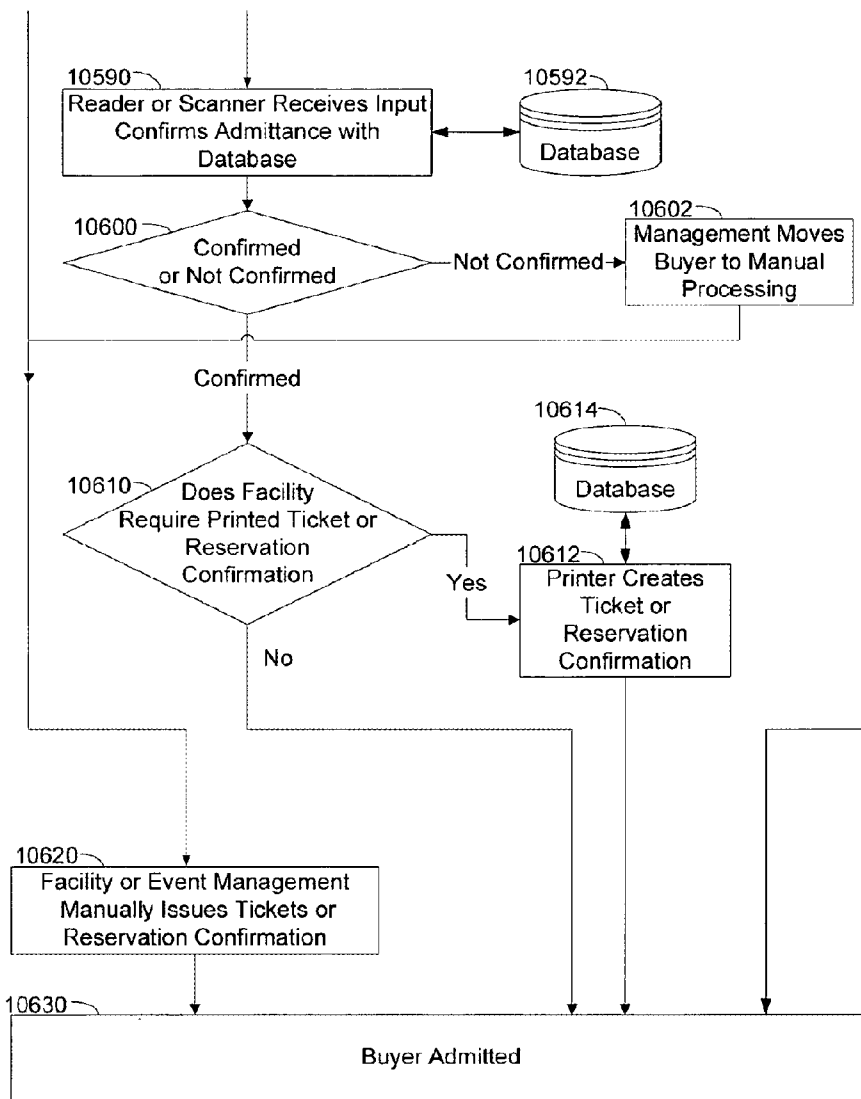 10590
Reader or Scanner Receives Input
Confirms Admittance with
Database
10592
Database
10600
Confirmed
or Not Confirmed
Not Confirmed
10602
Management Moves
Buyer to Manual
Processing
Confirmed
10610
Does Facility
Require Printed Ticket or
Reservation
Confirmation
Yes
No
10614
Database
10612
Printer Creates
Ticket or
Reservation
Confirmation
10620
Facility or Event Management
Manually Issues Tickets or
Reservation Confirmation
10630
Buyer Admitted